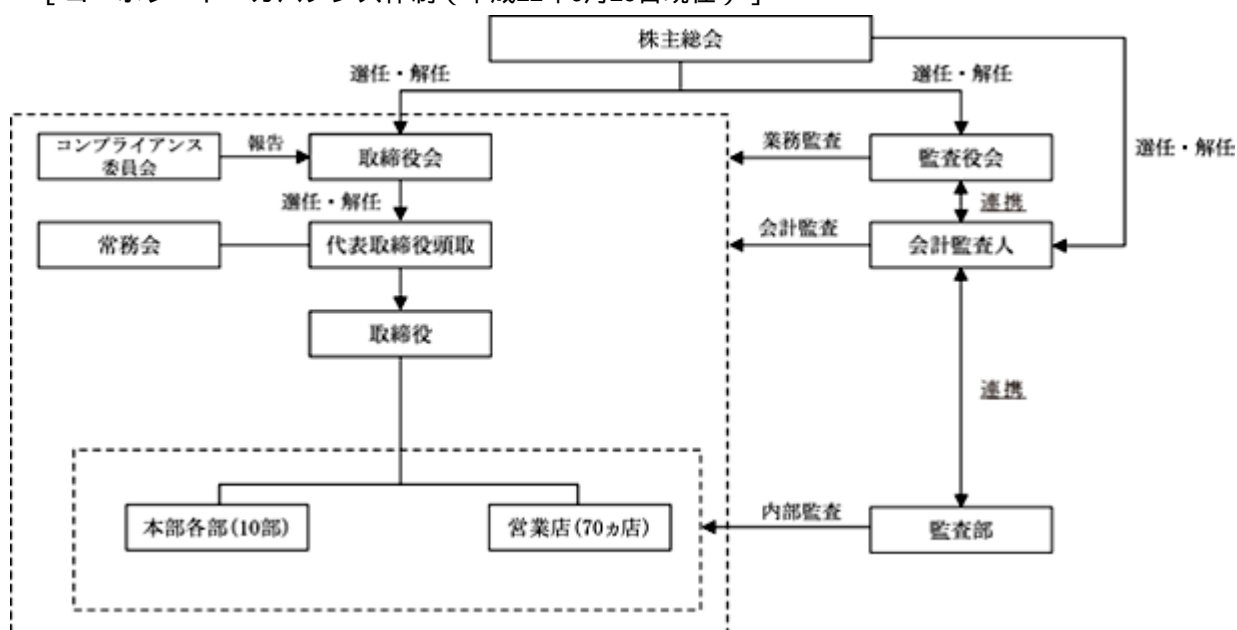 株主総会
選任・解任
選任・解任
コンプライアンス
委員会
報告
取締役会
業務監査
監査役会
選任・解任
選任・解任
連携
常務会
代表取締役頭取
会計監査
会計監査人
取締役
連携
本部各部(10部)
営業店(70ヵ店)
内部監査
監査部